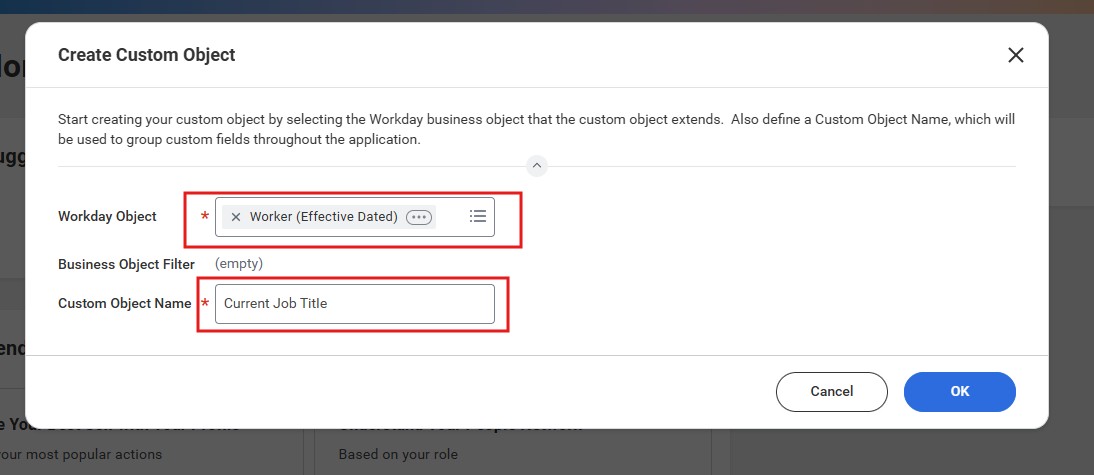 Create Custom Object
Start creating your custom object by selecting the Workday business object that the custom object extends.  Also define a Custom Object Name, which will
be used to group custom fields throughout the application.
Workday Object * × Worker (Effective Dated)
Business Object Filter (empty)
Custom Object Name * Current Job Title
Cancel OK
your most popular actions
Based on your role